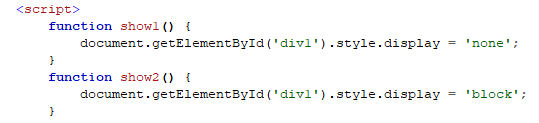 <script>
function show1() {
document.getElementById('div1').style.display = 'none';
}
function show2() {
document.getElementById('div1').style.display = 'block';
}